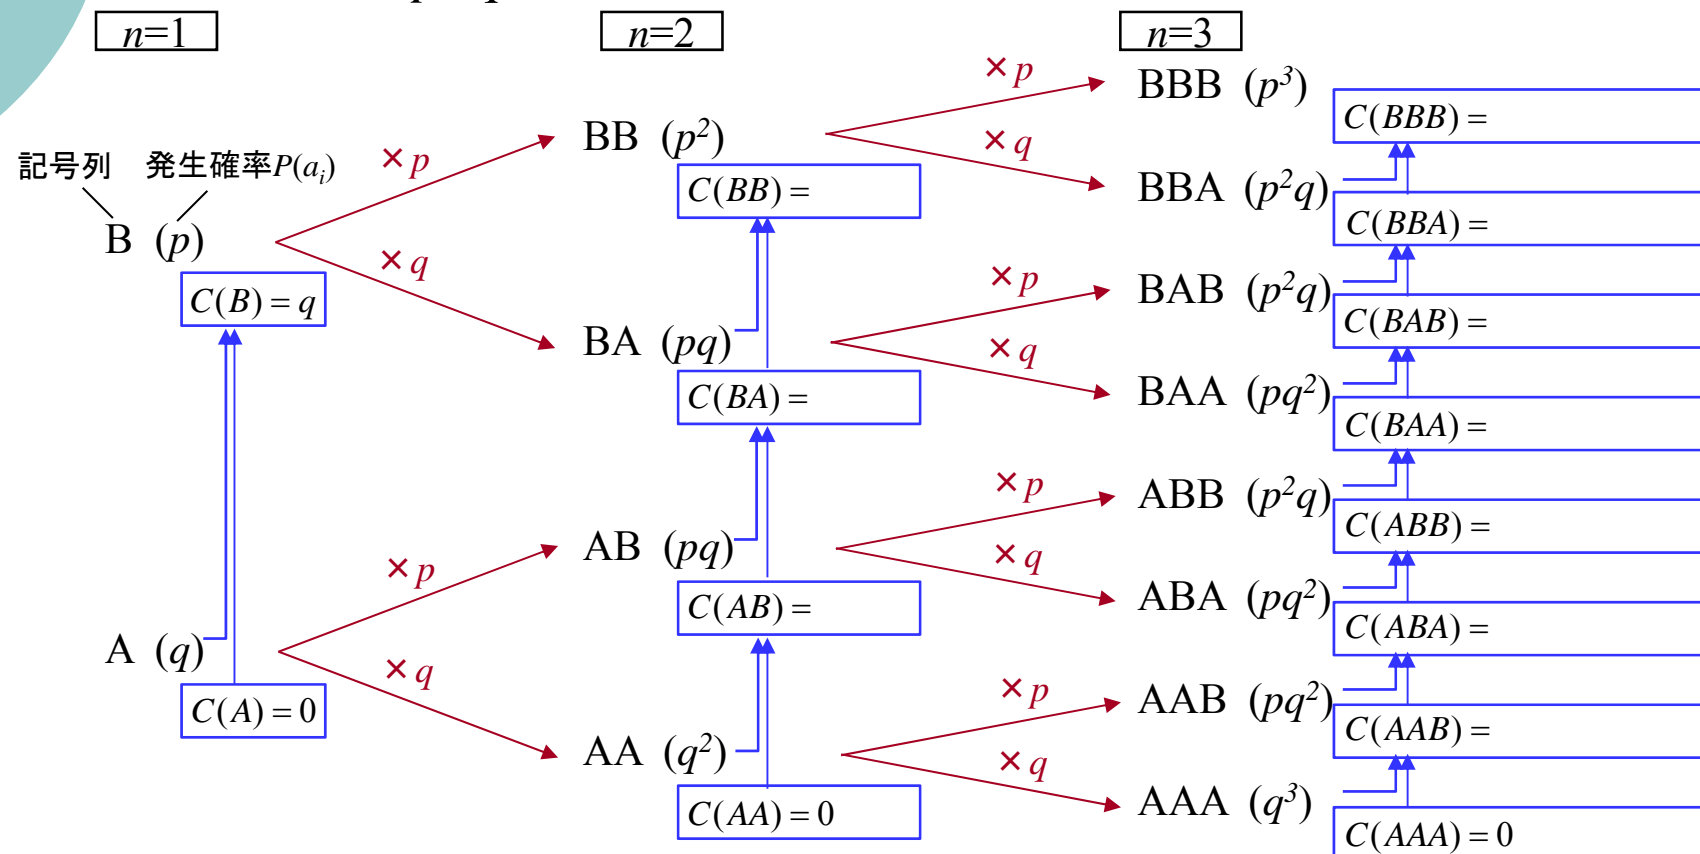 n=1
n=2
n=3
記号列
発生確率P(aᵢ)
B (p)
C(B) = q
A (q)
C(A) = 0
× p
× q
× p
× q
BB (p²)
C(BB) =
BA (pq)
C(BA) =
AB (pq)
C(AB) =
AA (q²)
C(AA) = 0
× p
× q
× p
× q
× p
× q
× p
× q
BBB (p³)
C(BBB) =
BBA (p²q)
C(BBA) =
BAB (p²q)
C(BAB) =
BAA (pq²)
C(BAA) =
ABB (p²q)
C(ABB) =
ABA (pq²)
C(ABA) =
AAB (pq²)
C(AAB) =
AAA (q³)
C(AAA) = 0